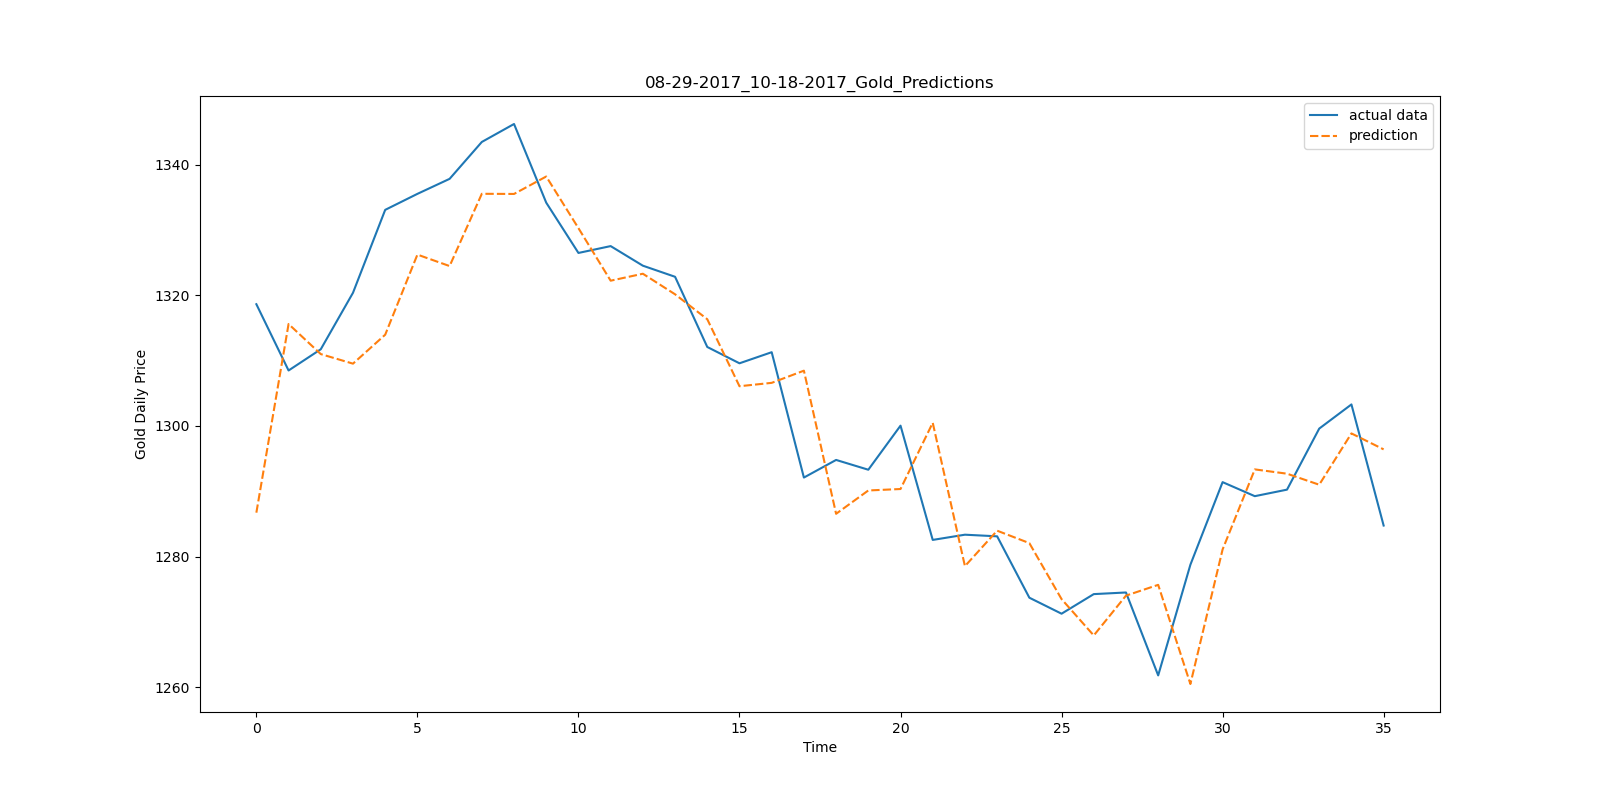 08-29-2017_10-18-2017_Gold_Predictions
actual data
prediction
Gold Daily Price
1340
1320
1300
1280
1260
0 5 10 15 20 25 30 35
Time